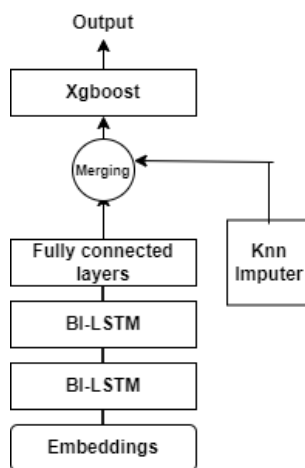 Output
Xgboost
Merging
Fully connected
layers
Knn
Imputer
BI-LSTM
BI-LSTM
Embeddings